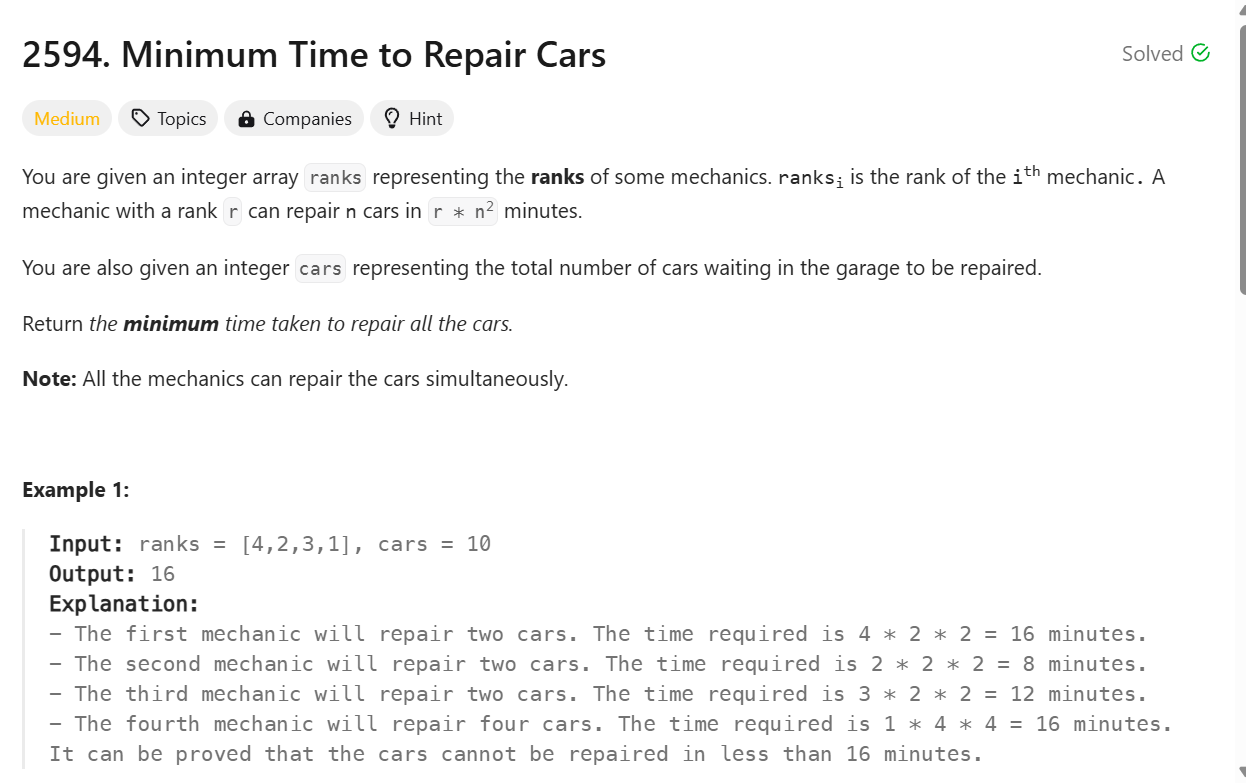 2594. Minimum Time to Repair Cars
Solved
Medium Topics Companies Hint
You are given an integer array ranks representing the ranks of some mechanics. ranksᵢ is the rank of the iᵗʰ mechanic. A
mechanic with a rank r can repair n cars in r * n² minutes.
You are also given an integer cars representing the total number of cars waiting in the garage to be repaired.
Return the minimum time taken to repair all the cars.
Note: All the mechanics can repair the cars simultaneously.
Example 1:
Input: ranks = [4,2,3,1], cars = 10
Output: 16
Explanation:
– The first mechanic will repair two cars. The time required is 4 * 2 * 2 = 16 minutes.
– The second mechanic will repair two cars. The time required is 2 * 2 * 2 = 8 minutes.
– The third mechanic will repair two cars. The time required is 3 * 2 * 2 = 12 minutes.
– The fourth mechanic will repair four cars. The time required is 1 * 4 * 4 = 16 minutes.
It can be proved that the cars cannot be repaired in less than 16 minutes.